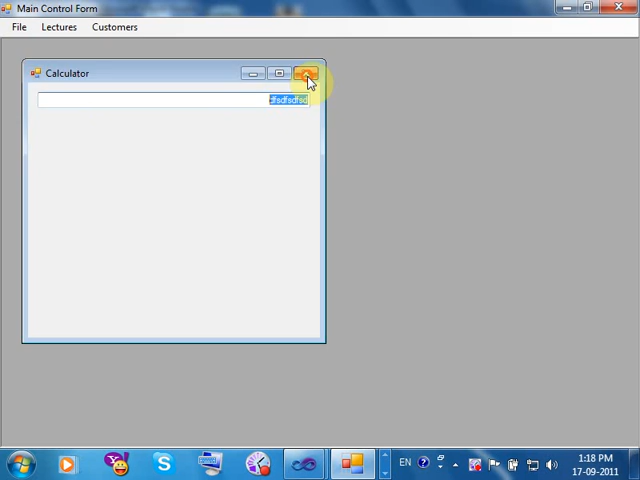 Main Control Form
File Lectures Customers
Calculator
dfsdfsdfsd
EN
1:18 PM
17-09-2011